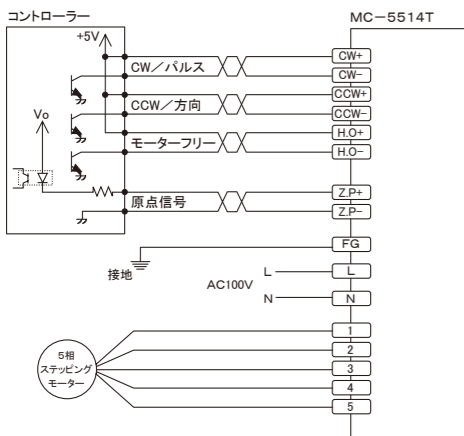 コントローラー
MC-5514T
+5V
CW/パルス
CW+
CW-
CCW/方向
CCW+
CCW-
Vo
モーターフリー
H.O+
H.O-
原点信号
Z.P+
Z.P-
接地
FG
AC100V
L
L
N
N
5相
ステッピング
モーター
1
2
3
4
5